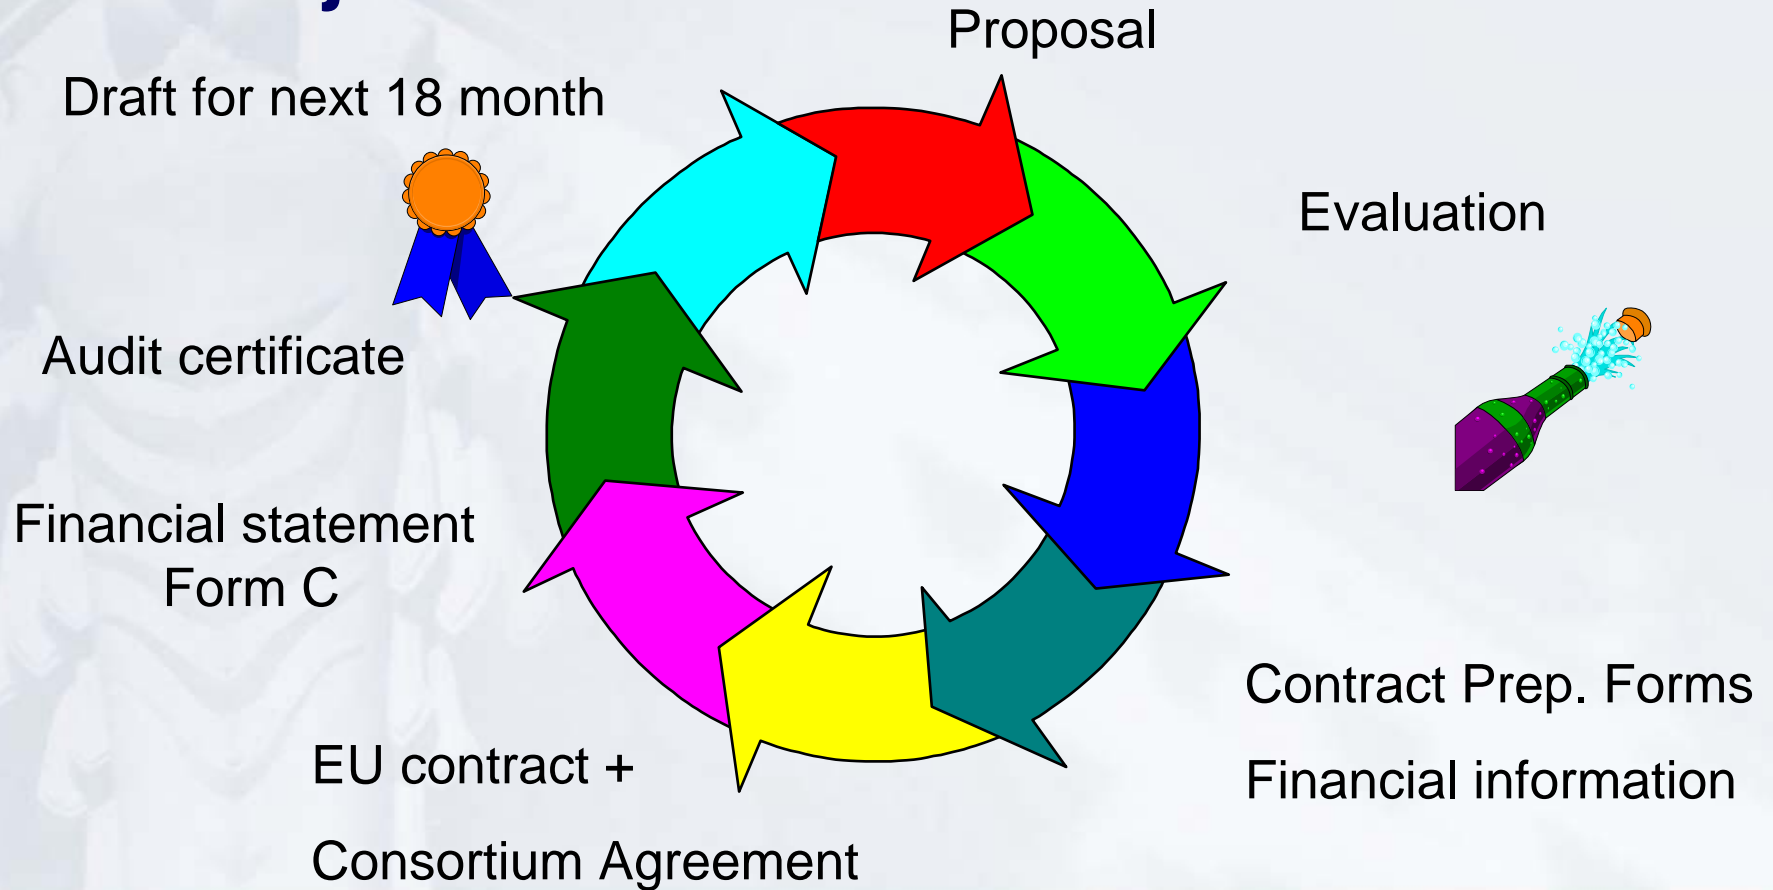 Proposal
Draft for next 18 month
Evaluation
Audit certificate
Financial statement
Form C
Contract Prep. Forms
EU contract +
Financial information
Consortium Agreement